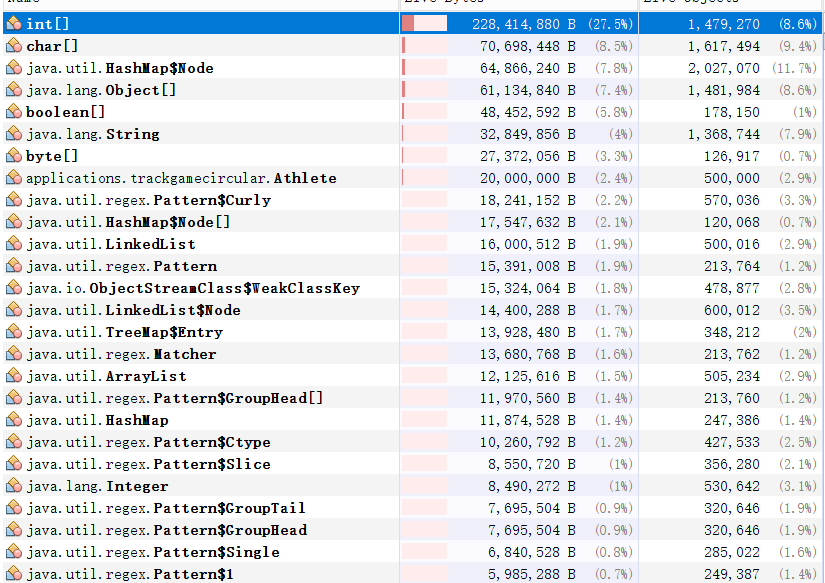 Name Live Bytes Live Objects
int[] 228,414,880 B (27.5%) 1,479,270 (8.6%)
char[] 70,698,448 B (8.5%) 1,617,494 (9.4%)
java.util.HashMap$Node 64,866,240 B (7.8%) 2,027,070 (11.7%)
java.lang.Object[] 61,134,840 B (7.4%) 1,481,984 (8.6%)
boolean[] 48,452,592 B (5.8%) 178,150 (1%)
java.lang.String 32,849,856 B (4%) 1,368,744 (7.9%)
byte[] 27,372,056 B (3.3%) 126,917 (0.7%)
applications.trackgamecircular.Athlete 20,000,000 B (2.4%) 500,000 (2.9%)
java.util.regex.Pattern$Curly 18,241,152 B (2.2%) 570,036 (3.3%)
java.util.HashMap$Node[] 17,547,632 B (2.1%) 120,068 (0.7%)
java.util.LinkedList 16,000,512 B (1.9%) 500,016 (2.9%)
java.util.regex.Pattern 15,391,008 B (1.9%) 213,764 (1.2%)
java.io.ObjectStreamClass$WeakClassKey 15,324,064 B (1.8%) 478,877 (2.8%)
java.util.LinkedList$Node 14,400,288 B (1.7%) 600,012 (3.5%)
java.util.TreeMap$Entry 13,928,480 B (1.7%) 348,212 (2%)
java.util.regex.Matcher 13,680,768 B (1.6%) 213,762 (1.2%)
java.util.ArrayList 12,125,616 B (1.5%) 505,234 (2.9%)
java.util.regex.Pattern$GroupHead[] 11,970,560 B (1.4%) 213,760 (1.2%)
java.util.HashMap 11,874,528 B (1.4%) 247,386 (1.4%)
java.util.regex.Pattern$Ctype 10,260,792 B (1.2%) 427,533 (2.5%)
java.util.regex.Pattern$Slice 8,550,720 B (1%) 356,280 (2.1%)
java.lang.Integer 8,490,272 B (1%) 530,642 (3.1%)
java.util.regex.Pattern$GroupTail 7,695,504 B (0.9%) 320,646 (1.9%)
java.util.regex.Pattern$GroupHead 7,695,504 B (0.9%) 320,646 (1.9%)
java.util.regex.Pattern$Single 6,840,528 B (0.8%) 285,022 (1.6%)
java.util.regex.Pattern$1 5,985,288 B (0.7%) 249,387 (1.4%)